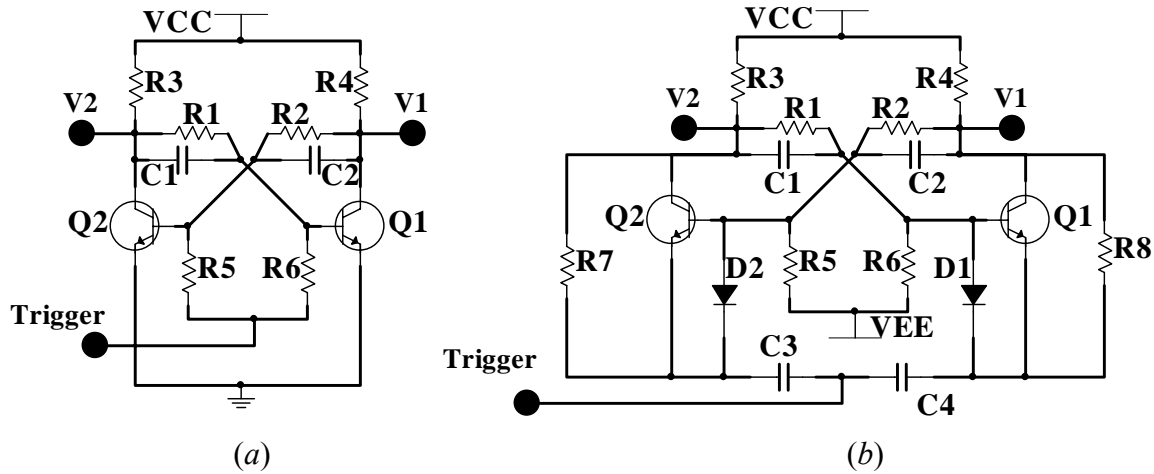 VCC
R3
R4
V2
V1
R1
R2
C1
C2
Q2
Q1
R5
R6
Trigger
(a)
VCC
R3
R4
V2
V1
R1
R2
C1
C2
Q2
Q1
R7
D2
R5
R6
D1
R8
VEE
Trigger
C3
C4
(b)